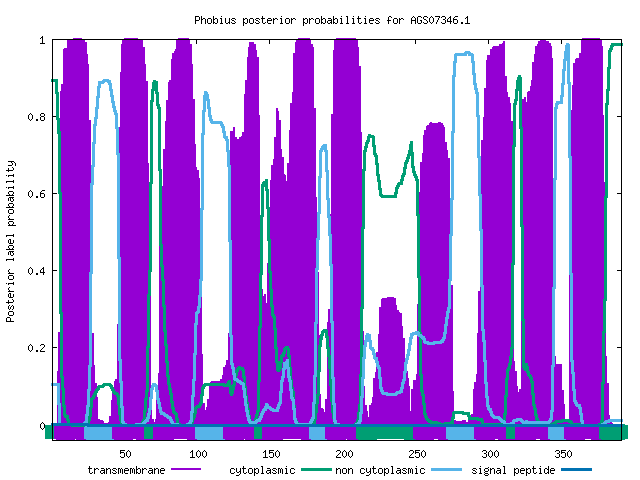 Phobius posterior probabilities for AGS07346.1
Posterior label probability
1
0.8
0.6
0.4
0.2
0
50 100 150 200 250 300 350
transmembrane cytoplasmic non cytoplasmic signal peptide